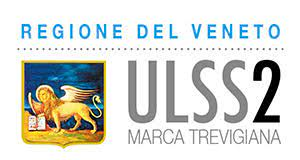 REGIONE DEL VENETO
ULSS2
MARCA TREVIGIANA